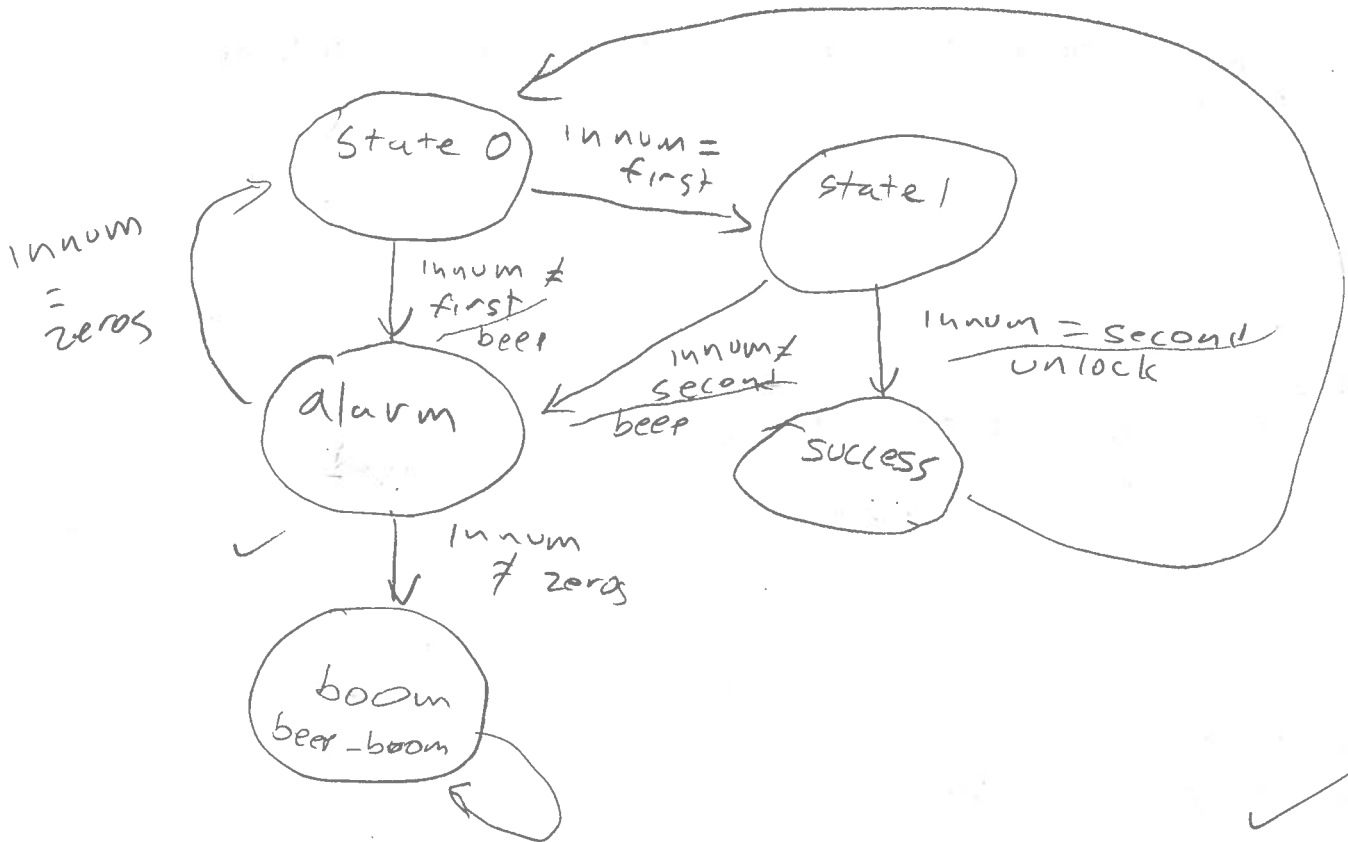 state 0
innum =
first
state 1
innum
=
zeros
innum ≠
first
beep
innum ≠
second
beep
innum = second
unlock
alarm
success
innum
≠ zeros
boom
beep_boom